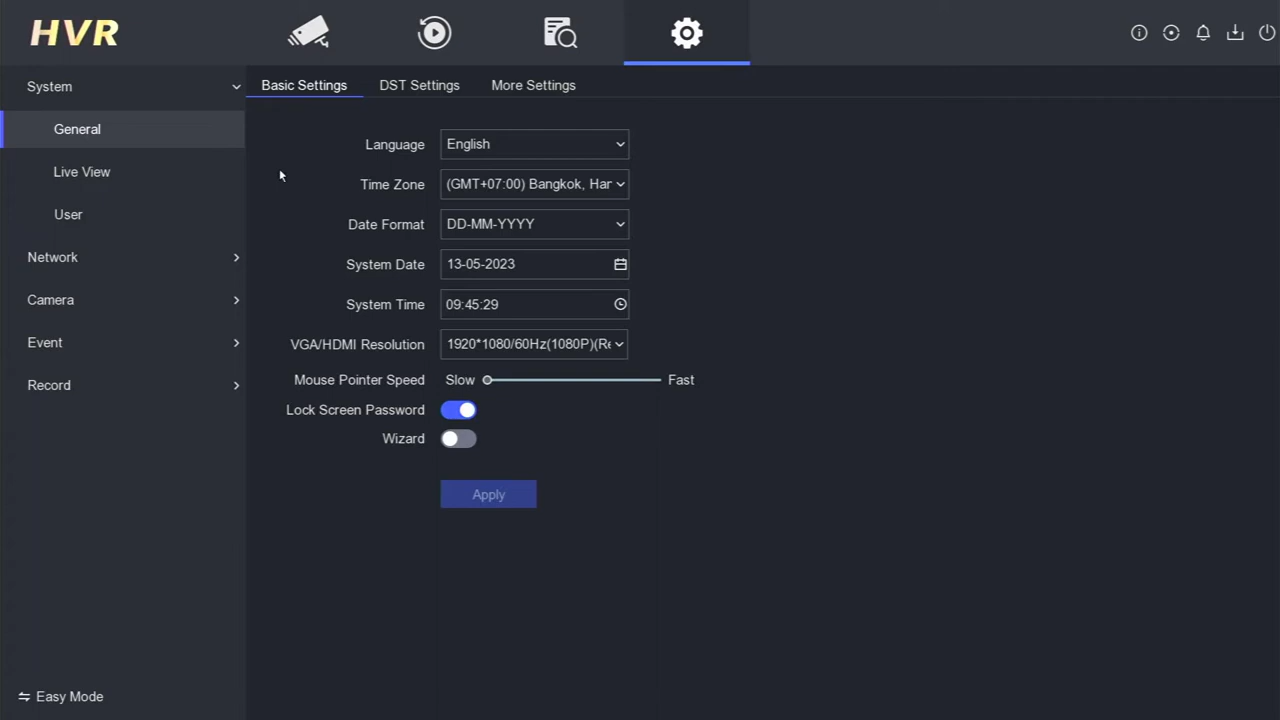 HVR
System
General
Live View
User
Network
Camera
Event
Record
Easy Mode
Basic Settings DST Settings More Settings
Language English
Time Zone (GMT+07:00) Bangkok, Har
Date Format DD-MM-YYYY
System Date 13-05-2023
System Time 09:45:29
VGA/HDMI Resolution 1920*1080/60Hz(1080P)(Re
Mouse Pointer Speed Slow Fast
Lock Screen Password
Wizard
Apply